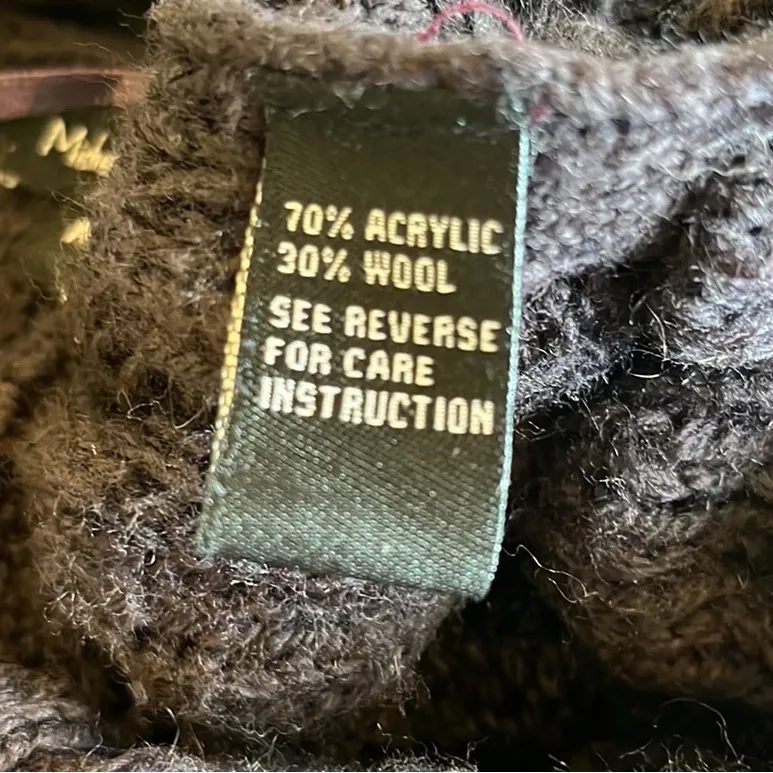 70% ACRYLIC
30% WOOL
SEE REVERSE
FOR CARE
INSTRUCTION